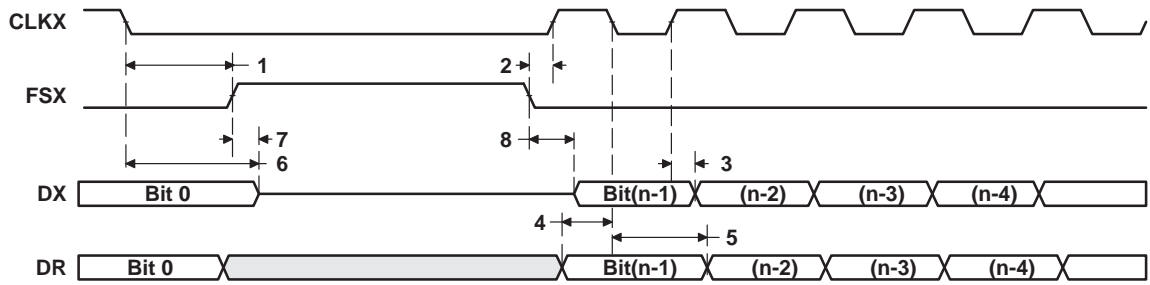 CLKX
1
2
FSX
7
8
6
3
DX Bit 0 Bit(n-1) (n-2) (n-3) (n-4)
4
5
DR Bit 0 Bit(n-1) (n-2) (n-3) (n-4)